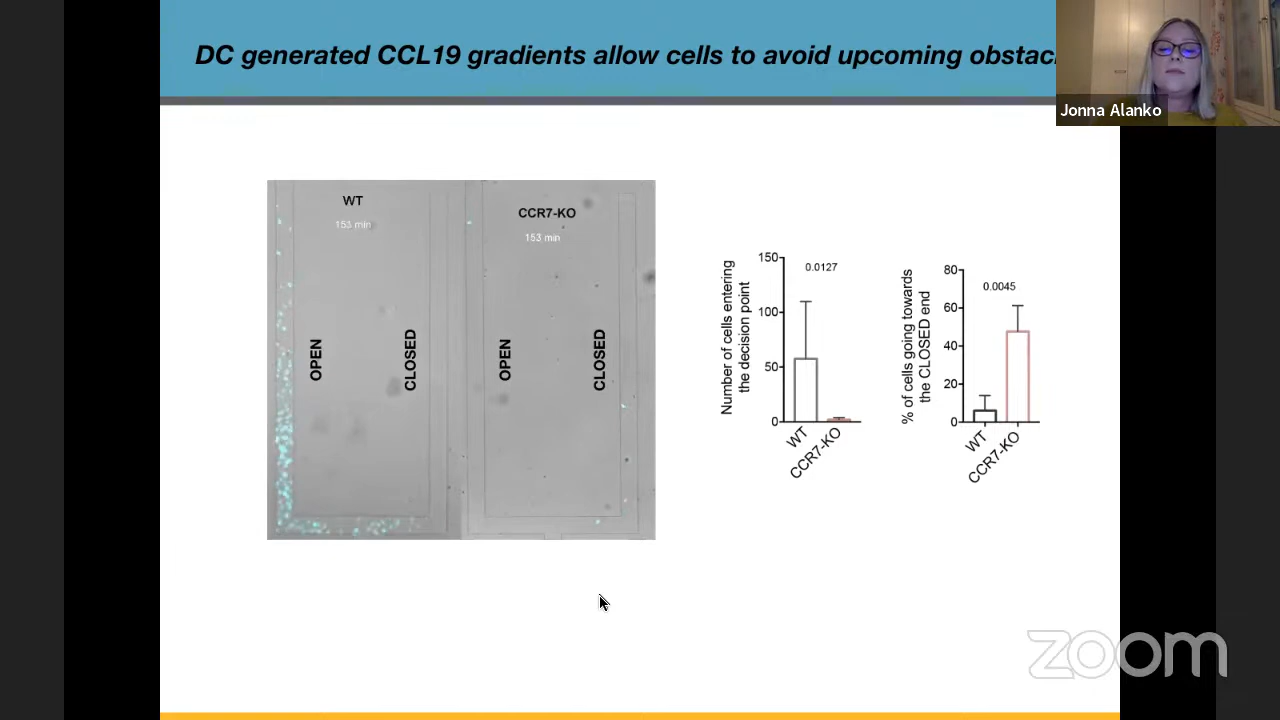 DC generated CCL19 gradients allow cells to avoid upcoming obstac
Jonna Alanko
WT
153 min
OPEN
CLOSED
CCR7-KO
153 min
OPEN
CLOSED
Number of cells entering
the decision point
150
100
50
0
0.0127
WT
CCR7-KO
% of cells going towards
the CLOSED end
80
60
40
20
0
0.0045
WT
CCR7-KO
zoom